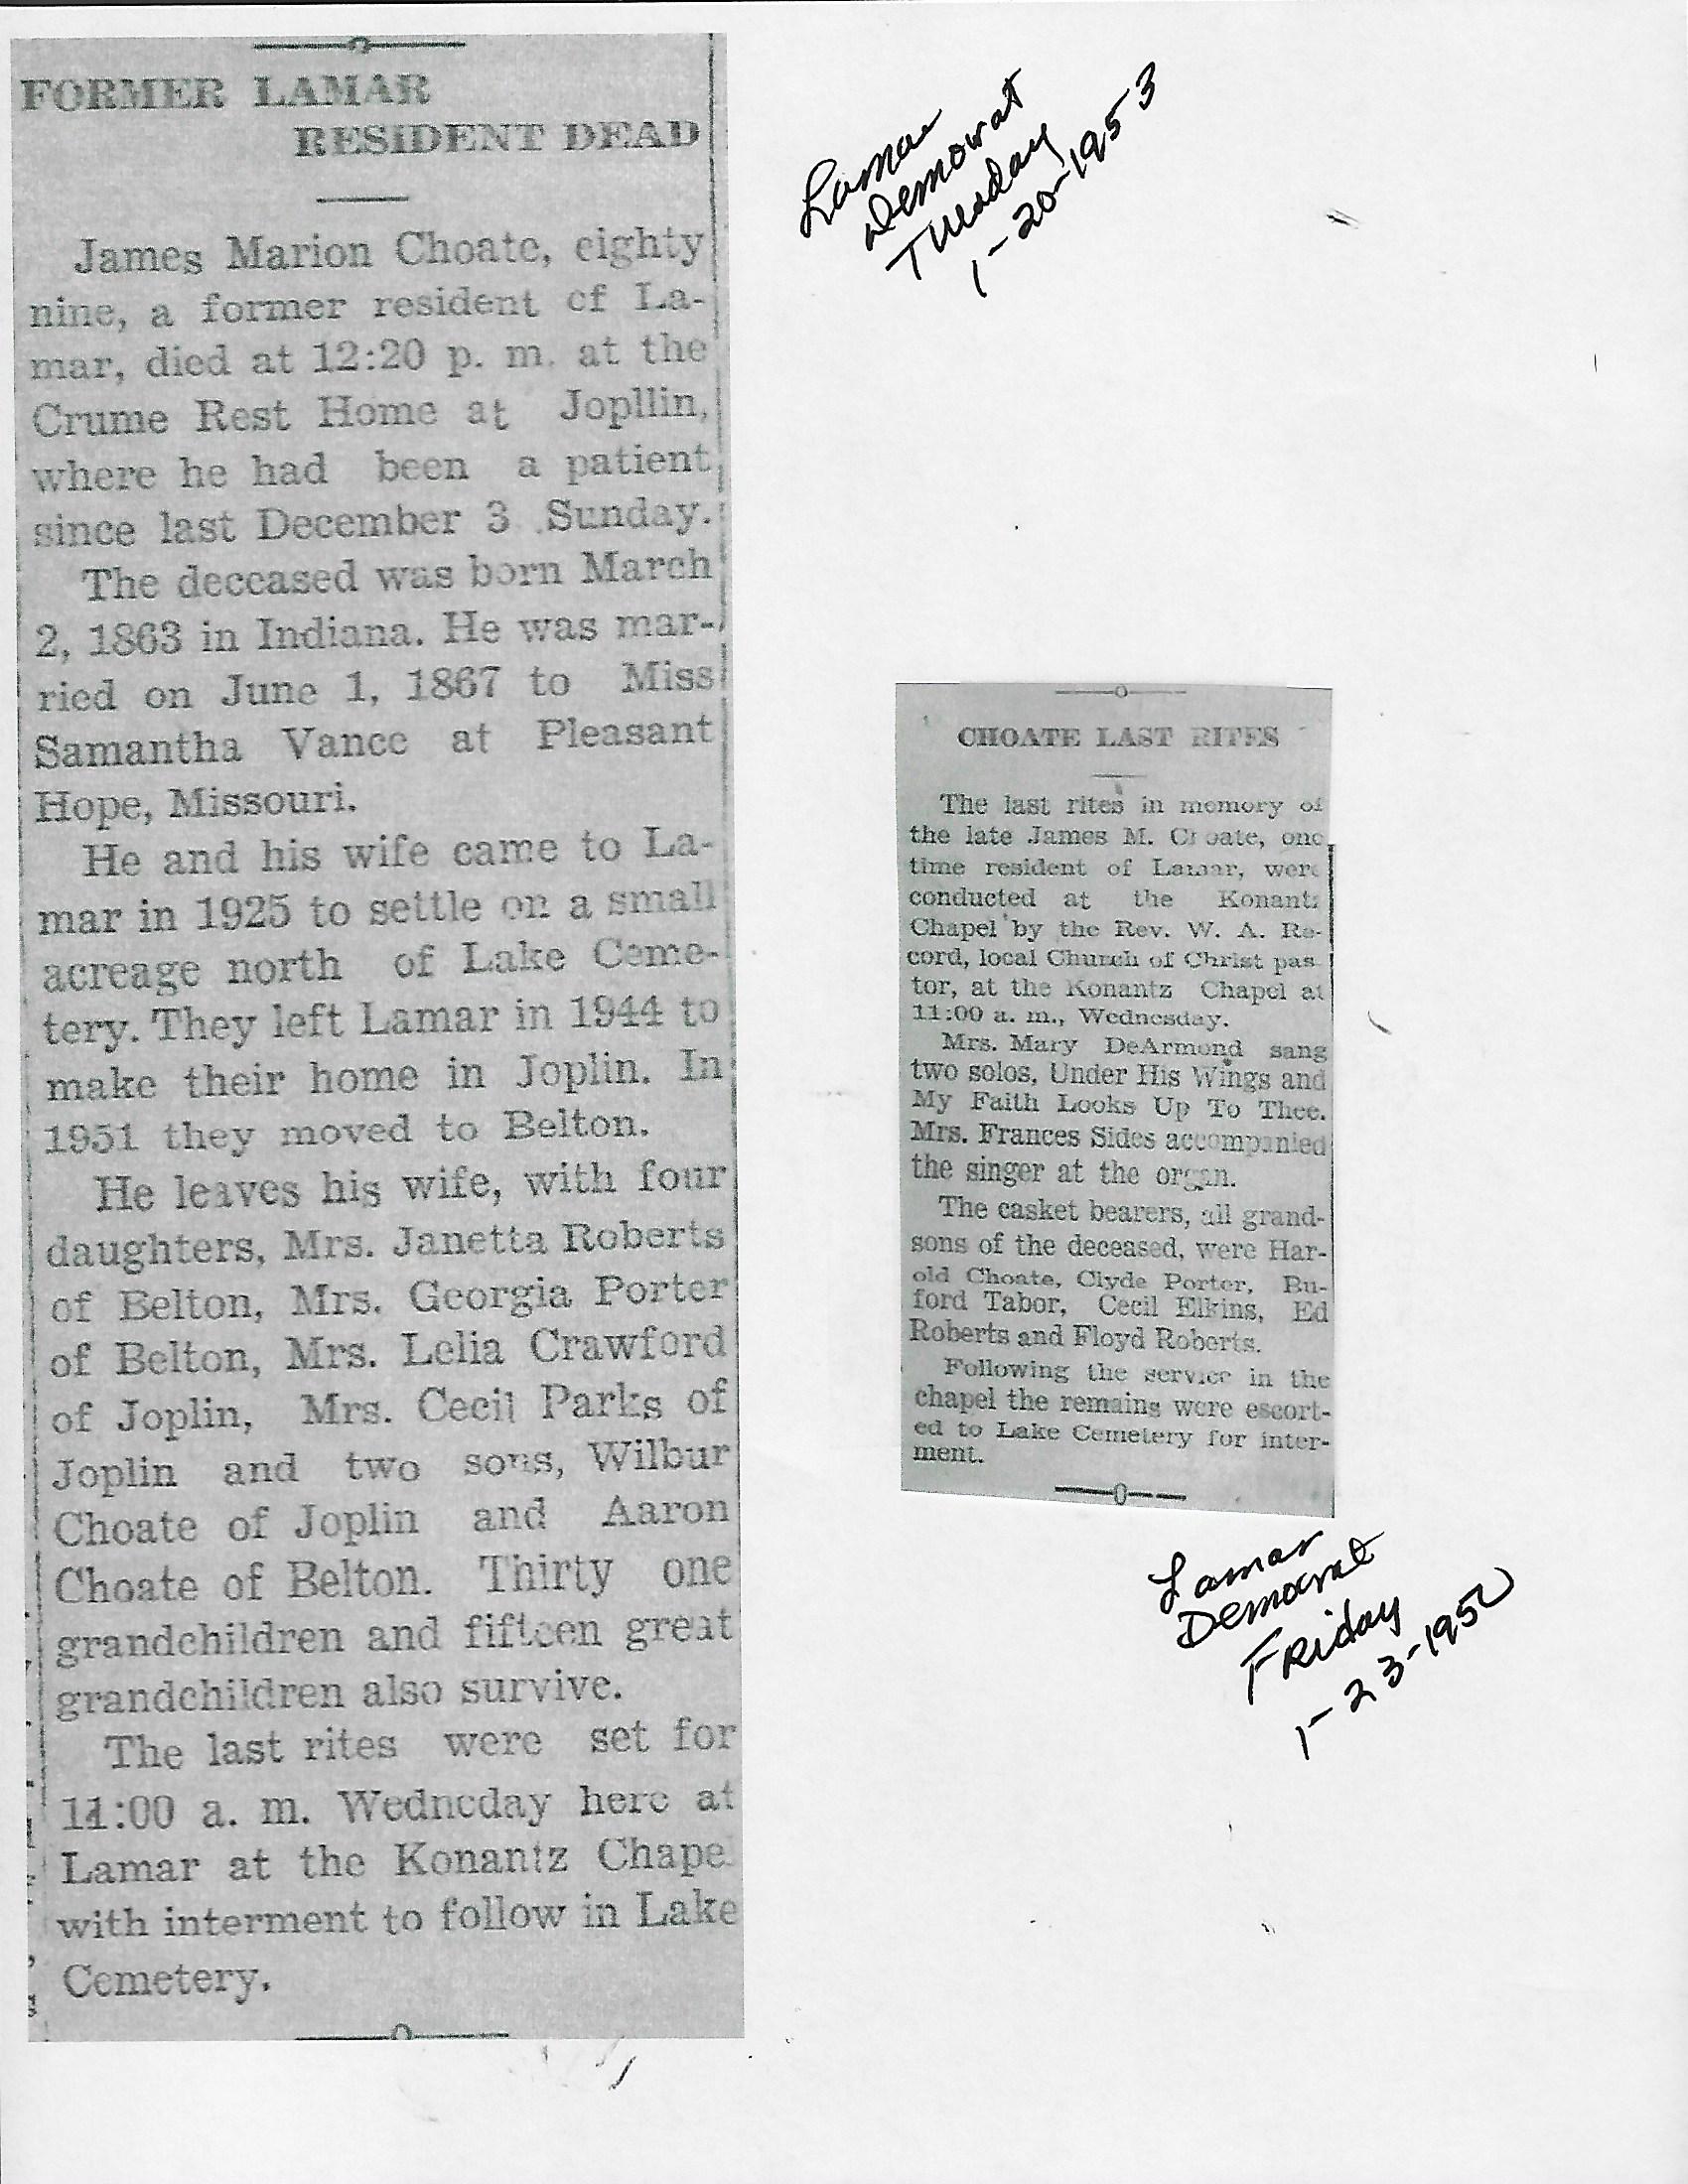 FORMER LAMAR
RESIDENT DEAD
James Marion Choate, eighty
nine, a former resident of La-
mar, died at 12:20 p. m. at the
Crume Rest Home at Jopllin,
where he had been a patient
since last December 3 Sunday.
The deceased was born March
2, 1863 in Indiana. He was mar-
ried on June 1, 1867 to Miss
Samantha Vance at Pleasant
Hope, Missouri.
He and his wife came to La-
mar in 1925 to settle on a small
acreage north of Lake Ceme-
tery. They left Lamar in 1944 to
make their home in Joplin. In
1951 they moved to Belton.
He leaves his wife, with four
daughters, Mrs. Janetta Roberts
of Belton, Mrs. Georgia Porter
of Belton, Mrs. Lelia Crawford
of Joplin, Mrs. Cecil Parks of
Joplin and two sons, Wilbur
Choate of Joplin and Aaron
Choate of Belton. Thirty one
grandchildren and fifteen great
grandchildren also survive.
The last rites were set for
11:00 a. m. Wedneday here at
Lamar at the Konantz Chapel
with interment to follow in Lake
Cemetery.
Lamar
Democrat
Tuesday
1-20-1953
CHOATE LAST RITES
The last rites in memory of
the late James M. Choate, one
time resident of Lamar, were
conducted at the Konantz
Chapel by the Rev. W. A. Re-
cord, local Church of Christ pas-
tor, at the Konantz Chapel at
11:00 a. m., Wednesday.
Mrs. Mary DeArmond sang
two solos, Under His Wings and
My Faith Looks Up To Thee.
Mrs. Frances Sides accompanied
the singer at the organ.
The casket bearers, all grand-
sons of the deceased, were Har-
old Choate, Clyde Porter, Bu-
ford Tabor, Cecil Elkins, Ed
Roberts and Floyd Roberts.
Following the service in the
chapel the remains were escort-
ed to Lake Cemetery for inter-
ment.
Lamar
Democrat
Friday